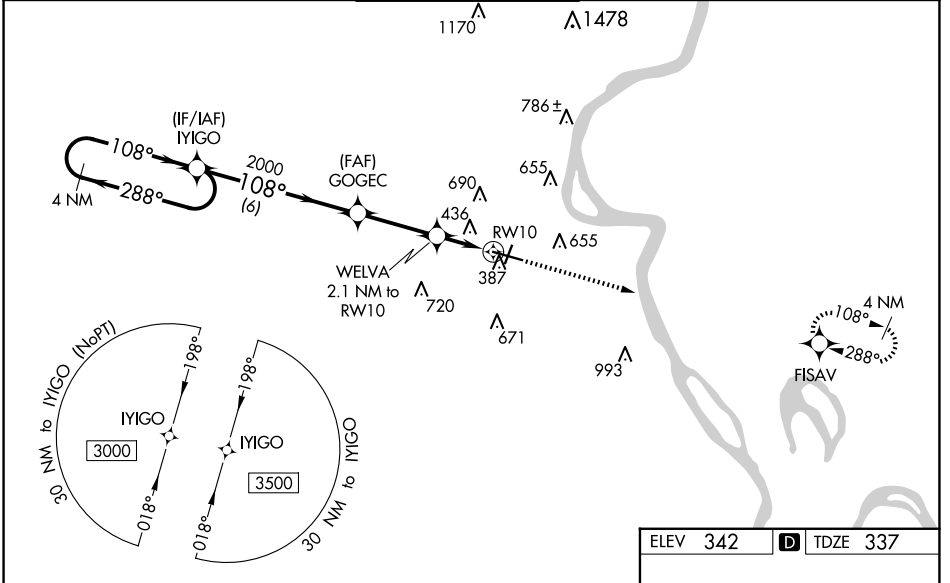 1170
1478
786±
(IF/IAF)
IYIGO
108°
288°
4 NM
2000
108°
(6)
(FAF)
GOGEC
690
655
436
RW10
655
387
WELVA
2.1 NM to
RW10
720
671
993
4 NM
108°
288°
FISAV
30 NM to IYIGO (NoPT)
198°
IYIGO
3000
018°
198°
IYIGO
3500
018°
30 NM to IYIGO
ELEV 342 D TDZE 337